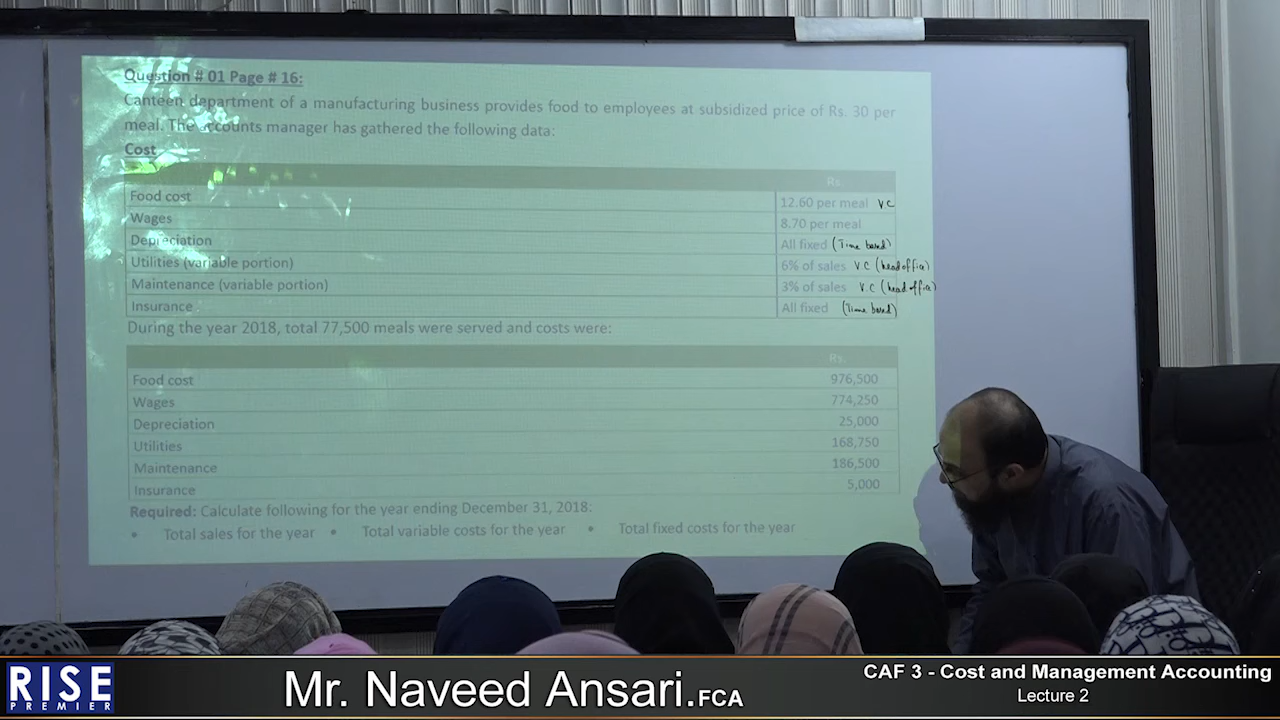 Question # 01 Page # 16:
Canteen department of a manufacturing business provides food to employees at subsidized price of Rs. 30 per
meal. The accounts manager has gathered the following data:
Cost
Rs.
Food cost 12.60 per meal V C
Wages 8.70 per meal
Depreciation All fixed (Time based)
Utilities (variable portion) 6% of sales V C (head office)
Maintenance (variable portion) 3% of sales V C (head office)
Insurance All fixed (Time based)
During the year 2018, total 77,500 meals were served and costs were:
Rs.
Food cost 976,500
Wages 774,250
Depreciation 25,000
Utilities 168,750
Maintenance 186,500
Insurance 5,000
Required: Calculate following for the year ending December 31, 2018:
• Total sales for the year • Total variable costs for the year • Total fixed costs for the year
RISE
PREMIER
Mr. Naveed Ansari.FCA
CAF 3 - Cost and Management Accounting
Lecture 2